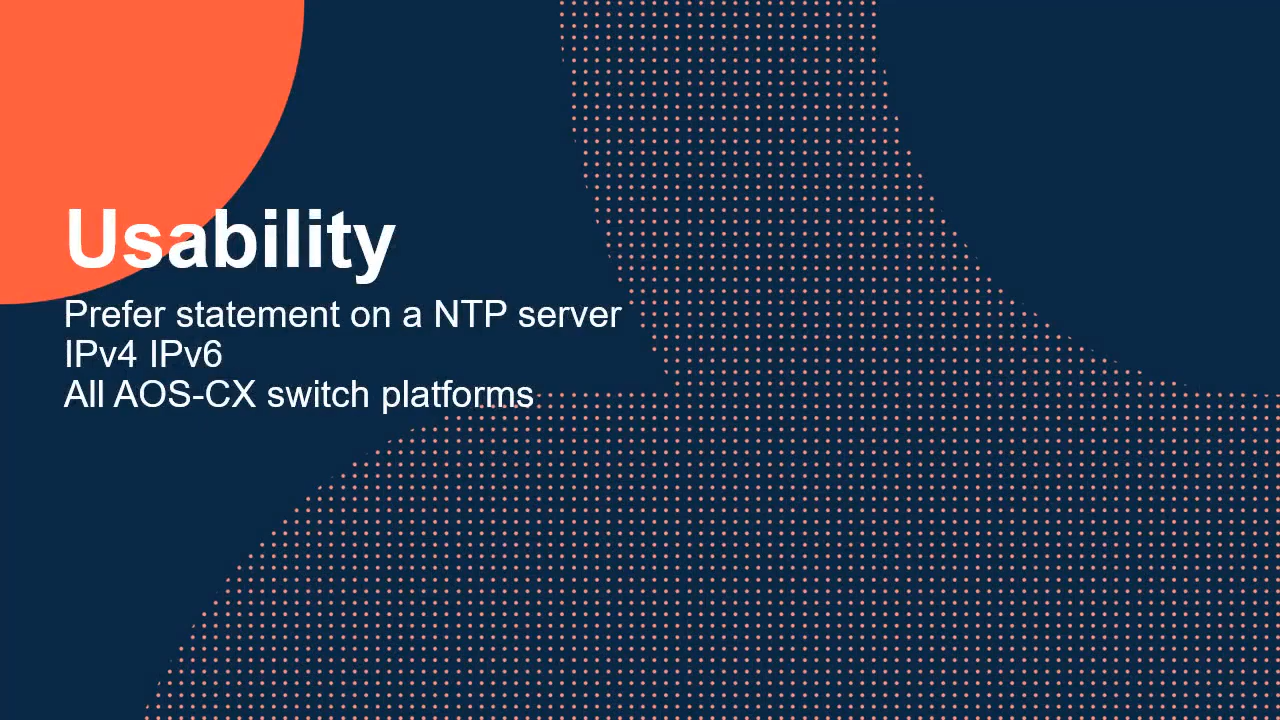 Usability
Prefer statement on a NTP server
IPv4 IPv6
All AOS-CX switch platforms